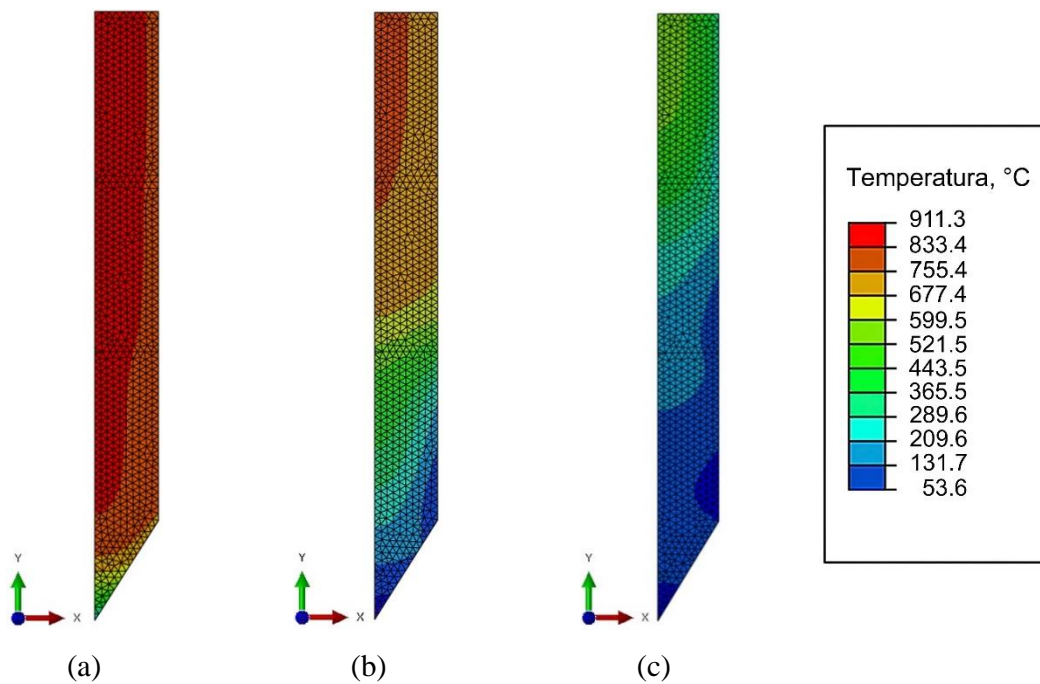 Temperatura, °C
911.3
833.4
755.4
677.4
599.5
521.5
443.5
365.5
289.6
209.6
131.7
53.6
Y
X
Y
X
Y
X
(a)
(b)
(c)